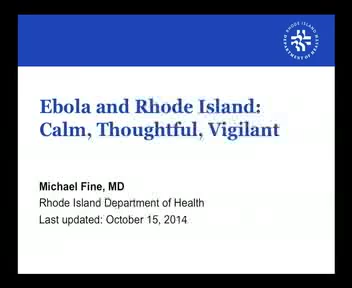 Ebola and Rhode Island:
Calm, Thoughtful, Vigilant
Michael Fine, MD
Rhode Island Department of Health
Last updated: October 15, 2014